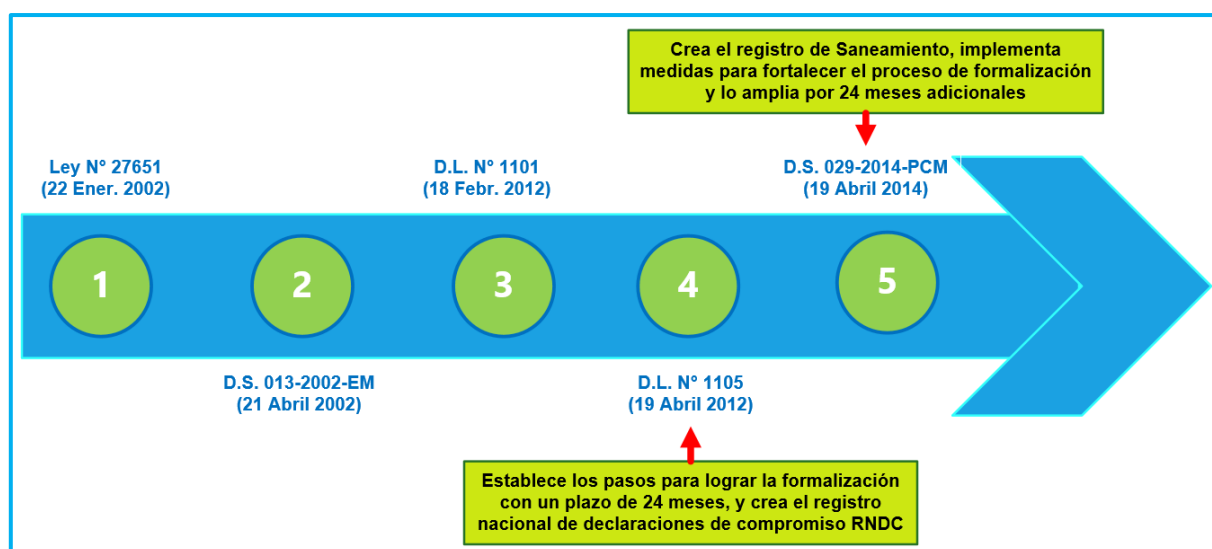 Crea el registro de Saneamiento, implementa
medidas para fortalecer el proceso de formalización
y lo amplia por 24 meses adicionales
Ley N° 27651
(22 Ener. 2002)
D.L. N° 1101
(18 Febr. 2012)
D.S. 029-2014-PCM
(19 Abril 2014)
1
2
3
4
5
D.S. 013-2002-EM
(21 Abril 2002)
D.L. N° 1105
(19 Abril 2012)
Establece los pasos para lograr la formalización
con un plazo de 24 meses, y crea el registro
nacional de declaraciones de compromiso RNDC